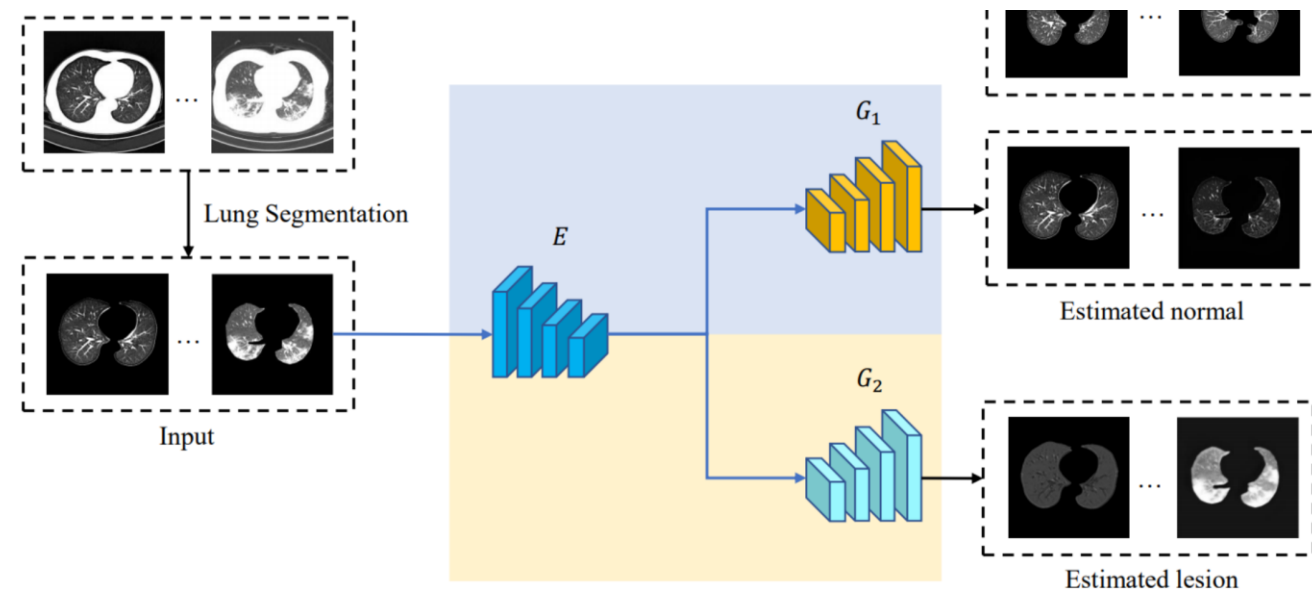 ...
...
Lung Segmentation
G₁
E
...
...
Estimated normal
Input
G₂
...
Estimated lesion